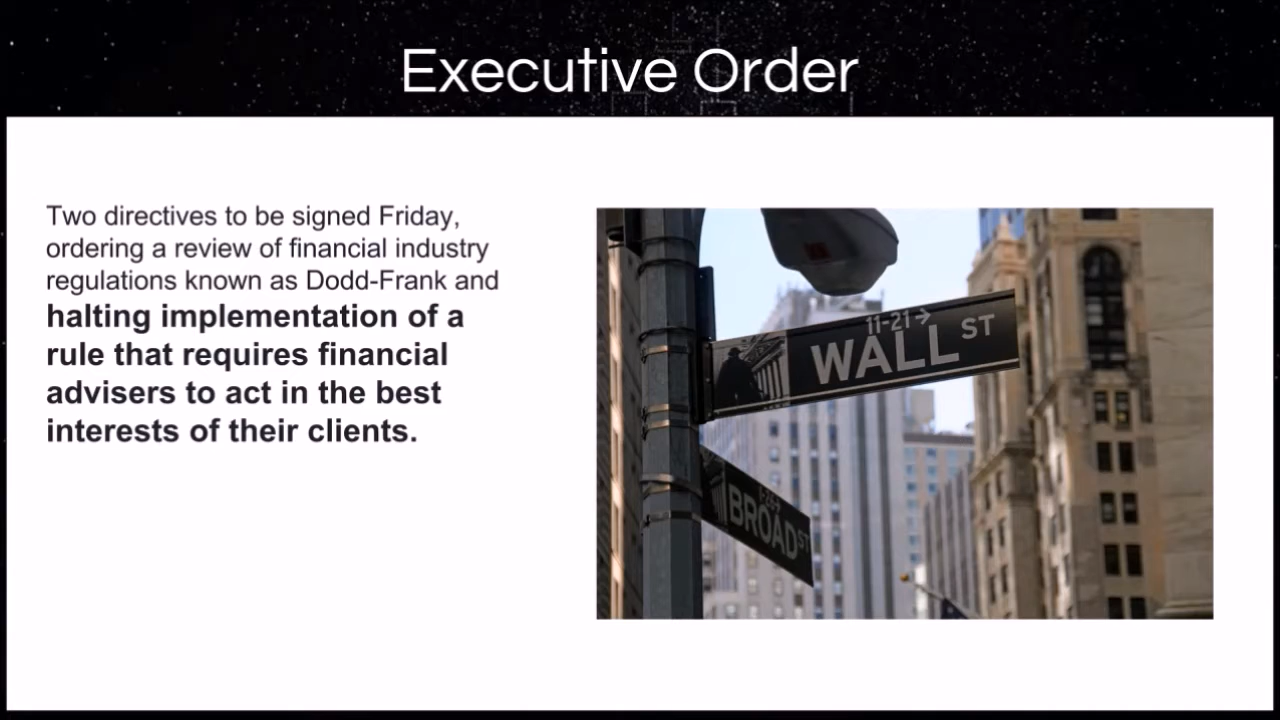 Executive Order
Two directives to be signed Friday,
ordering a review of financial industry
regulations known as Dodd-Frank and
halting implementation of a
rule that requires financial
advisers to act in the best
interests of their clients.
11-21→
WALL ST
BROAD ST